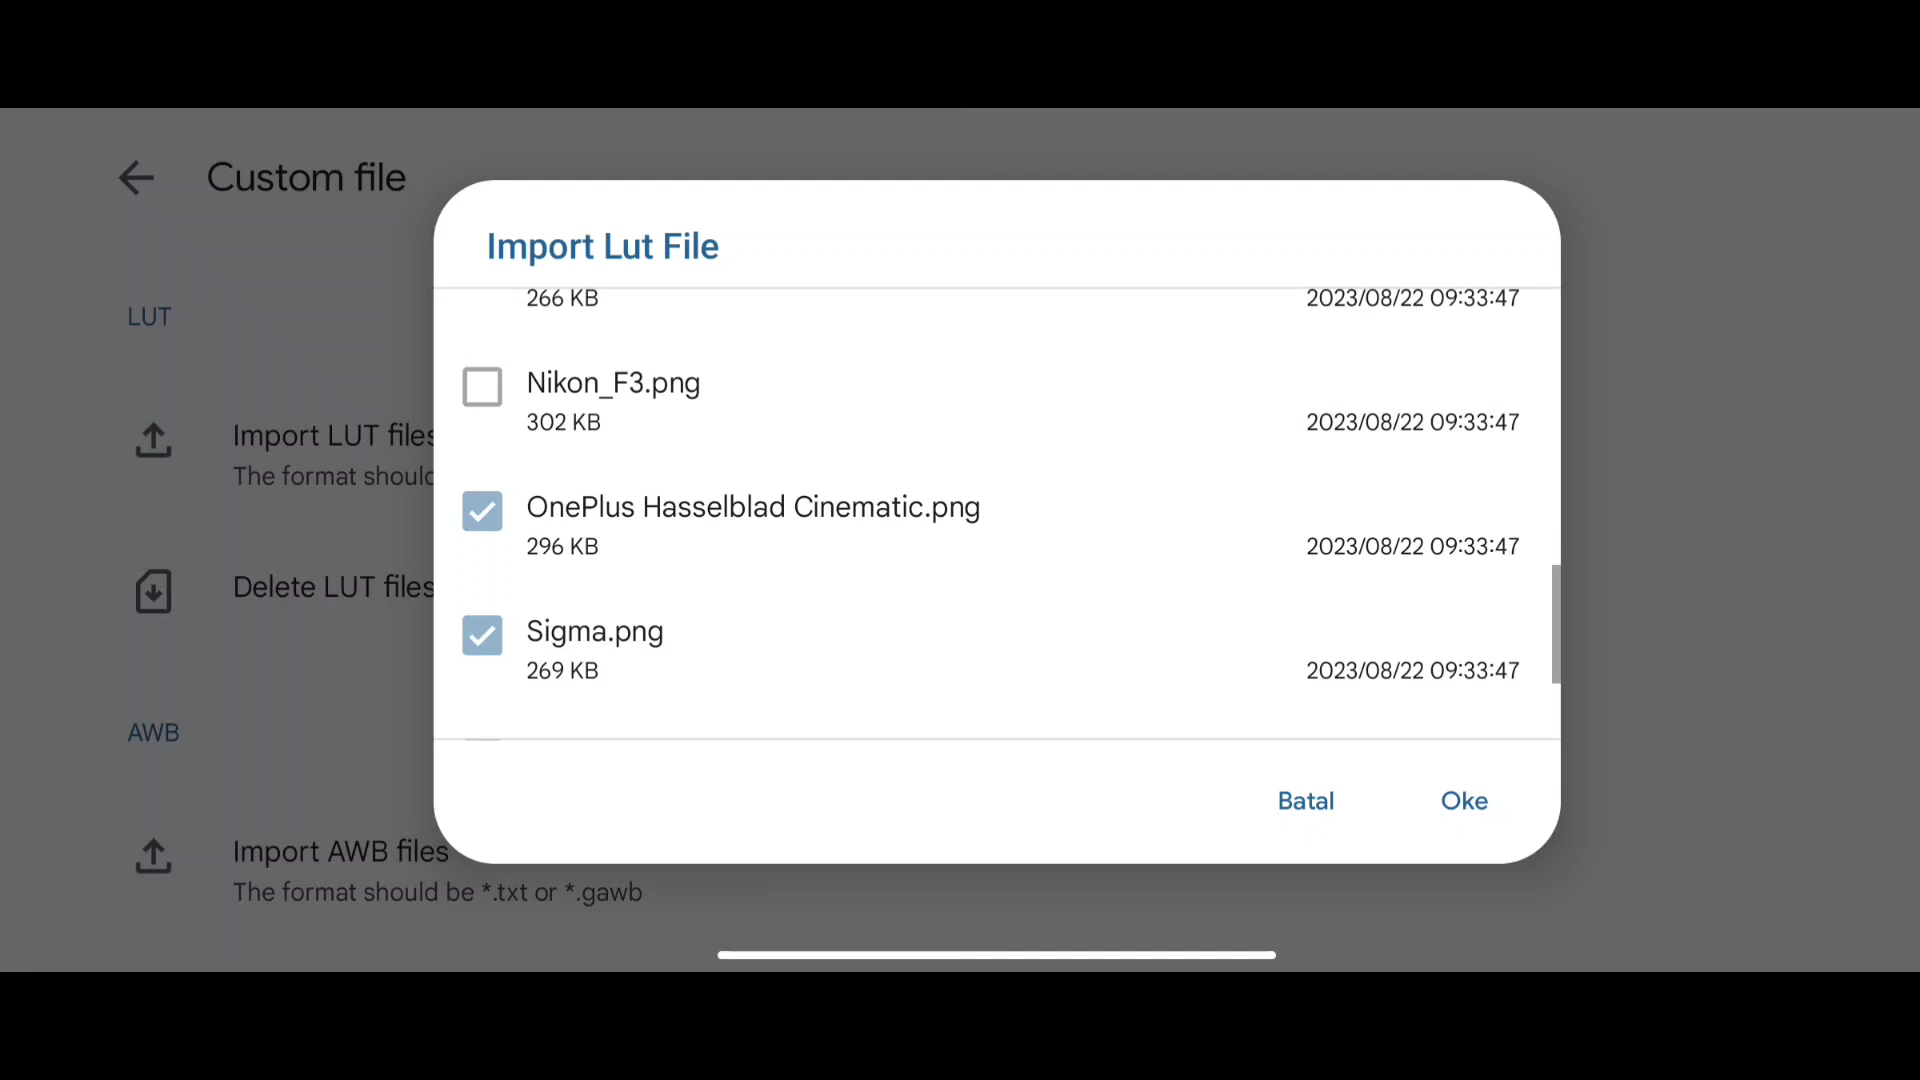 Custom file
Import Lut File
266 KB 2023/08/22 09:33:47
LUT
Nikon_F3.png
302 KB 2023/08/22 09:33:47
Import LUT files
The format should
OnePlus Hasselblad Cinematic.png
296 KB 2023/08/22 09:33:47
Delete LUT files
Sigma.png
269 KB 2023/08/22 09:33:47
AWB
Batal Oke
Import AWB files
The format should be *.txt or *.gawb